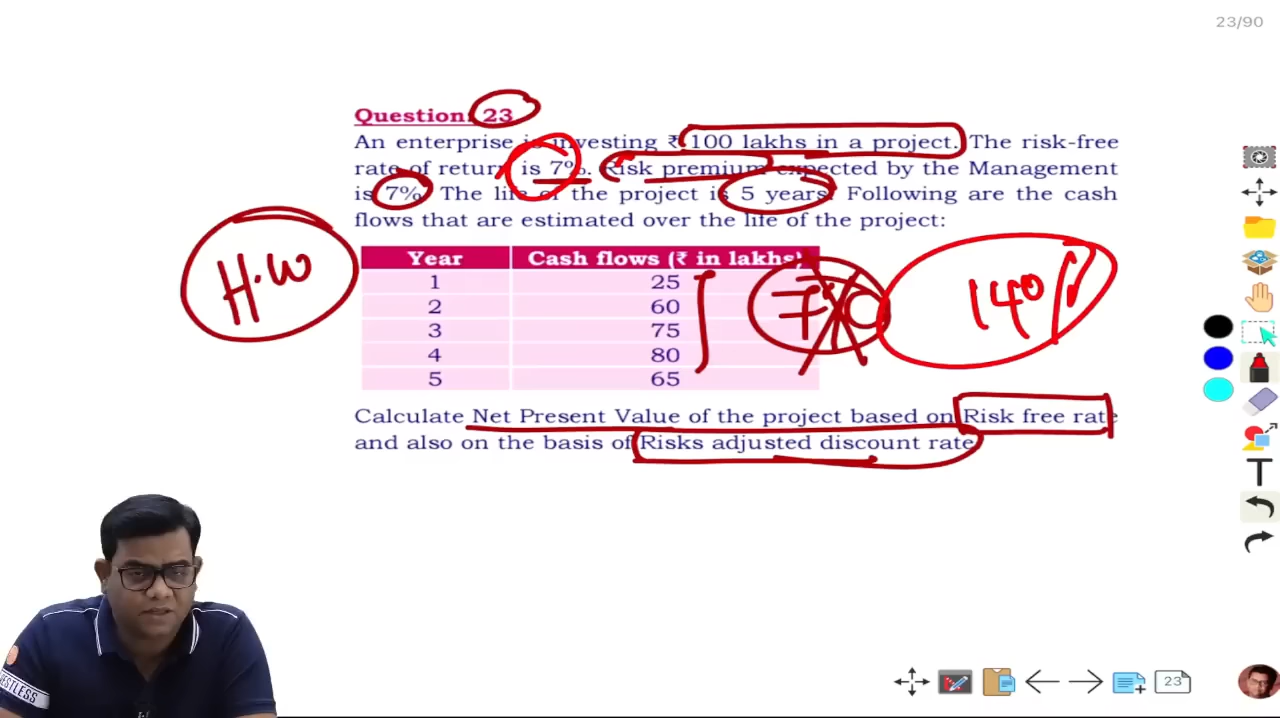 23/90
Question: 23
An enterprise is investing ₹ 100 lakhs in a project. The risk-free
rate of return is 7%. Risk premium expected by the Management
is 7%. The life of the project is 5 years. Following are the cash
flows that are estimated over the life of the project:
Year Cash flows (₹ in lakhs)
1 25
2 60
3 75
4 80
5 65
H.W
7%
14%
Calculate Net Present Value of the project based on Risk free rate
and also on the basis of Risks adjusted discount rate
T
23